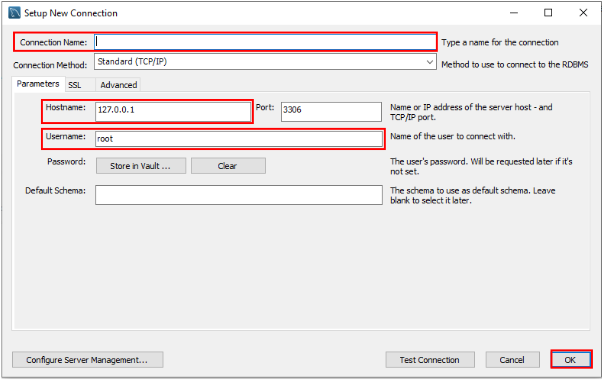 Setup New Connection
Connection Name: Type a name for the connection
Connection Method: Standard (TCP/IP) Method to use to connect to the RDBMS
Parameters SSL Advanced
Hostname: 127.0.0.1 Port: 3306 Name or IP address of the server host - and
TCP/IP port.
Username: root Name of the user to connect with.
Password: Store in Vault ... Clear The user's password. Will be requested later if it's
not set.
Default Schema: The schema to use as default schema. Leave
blank to select it later.
Configure Server Management... Test Connection Cancel OK